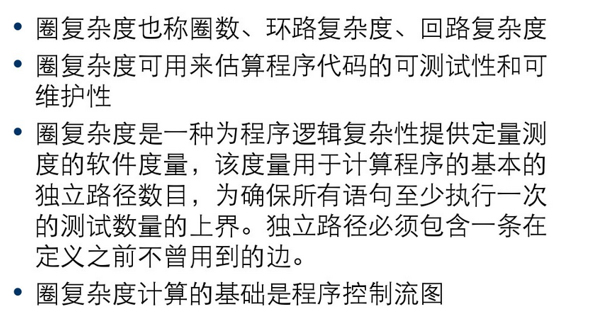 • 圈复杂度也称圈数、环路复杂度、回路复杂度
• 圈复杂度可用来估算程序代码的可测试性和可
维护性
• 圈复杂度是一种为程序逻辑复杂性提供定量测
度的软件度量，该度量用于计算程序的基本的
独立路径数目，为确保所有语句至少执行一次
的测试数量的上界。独立路径必须包含一条在
定义之前不曾用到的边。
• 圈复杂度计算的基础是程序控制流图